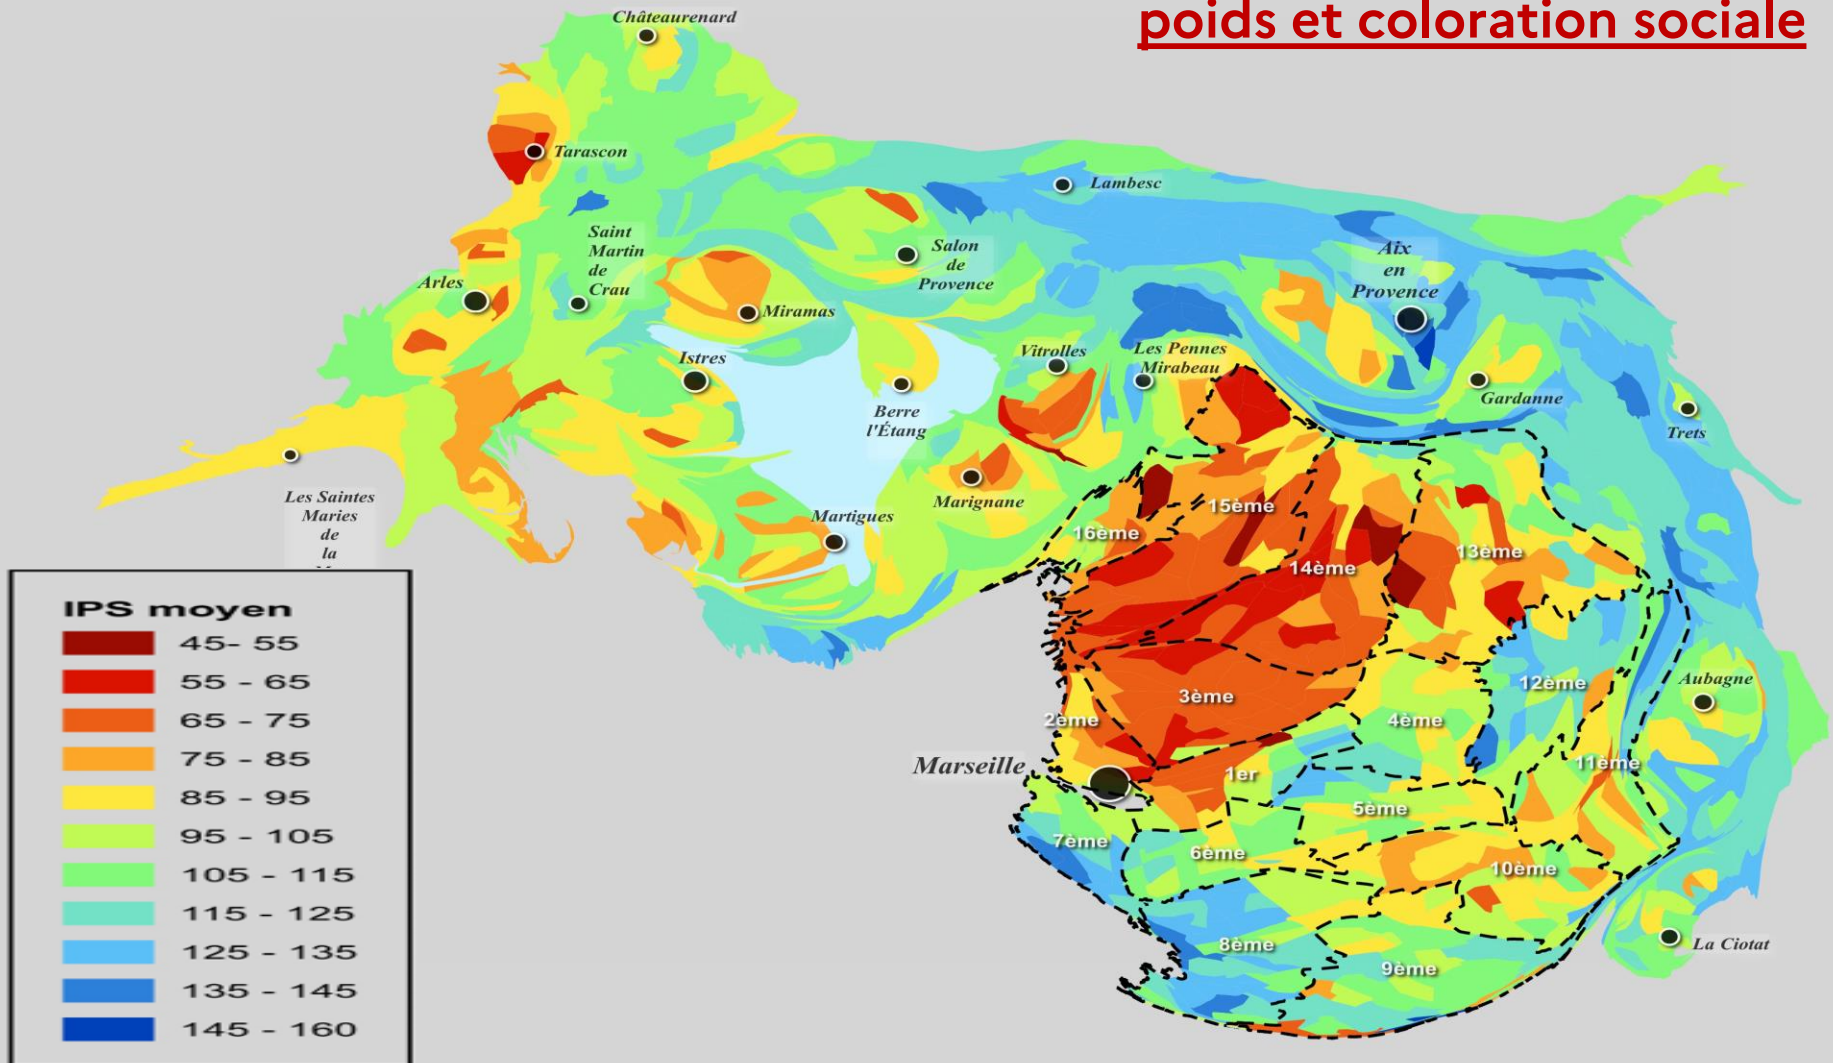 poids et coloration sociale
Châteaurenard
Tarascon
Lambesc
Saint
Martin
de
Crau
Salon
de
Provence
Aix
en
Provence
Arles
Miramas
Istres
Vitrolles
Les Pennes
Mirabeau
Berre
l'Étang
Gardanne
Trets
Les Saintes
Maries
de
la
Marignane
Martigues
15ème
16ème
13ème
14ème
12ème
Aubagne
3ème
2ème
4ème
Marseille
1er
11ème
5ème
7ème
6ème
10ème
8ème
9ème
La Ciotat
IPS moyen
45- 55
55 - 65
65 - 75
75 - 85
85 - 95
95 - 105
105 - 115
115 - 125
125 - 135
135 - 145
145 - 160